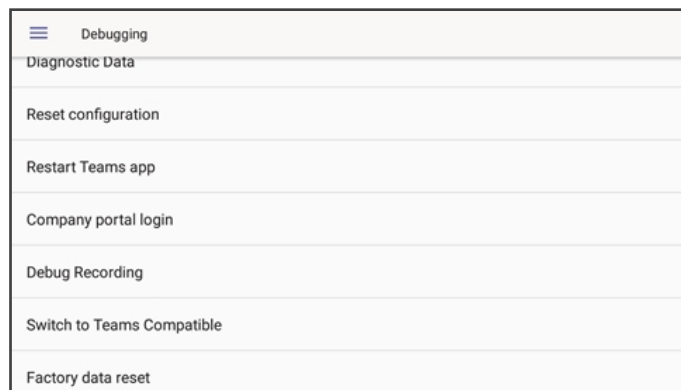 Debugging
Diagnostic Data
Reset configuration
Restart Teams app
Company portal login
Debug Recording
Switch to Teams Compatible
Factory data reset